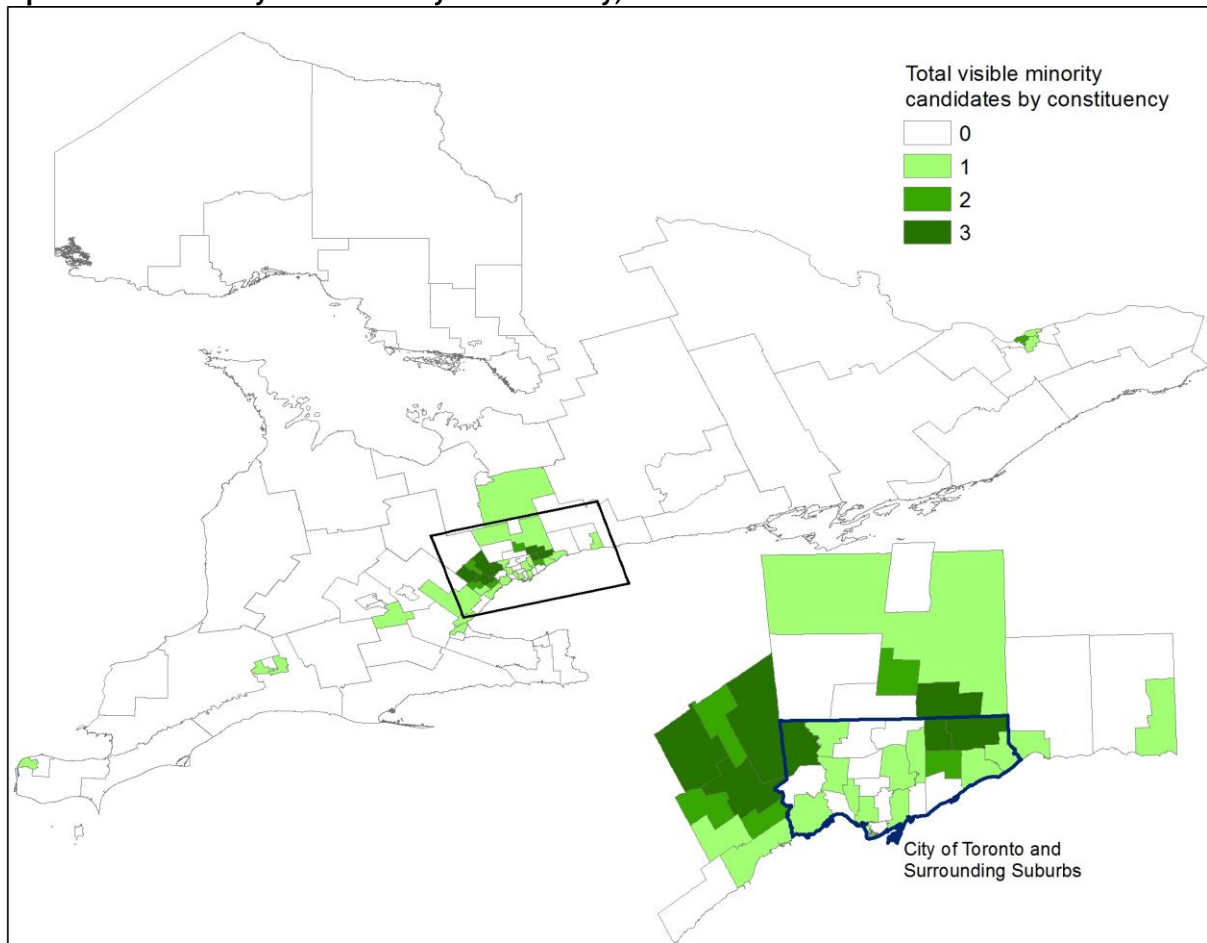 Total visible minority
candidates by constituency
0
1
2
3
City of Toronto and
Surrounding Suburbs